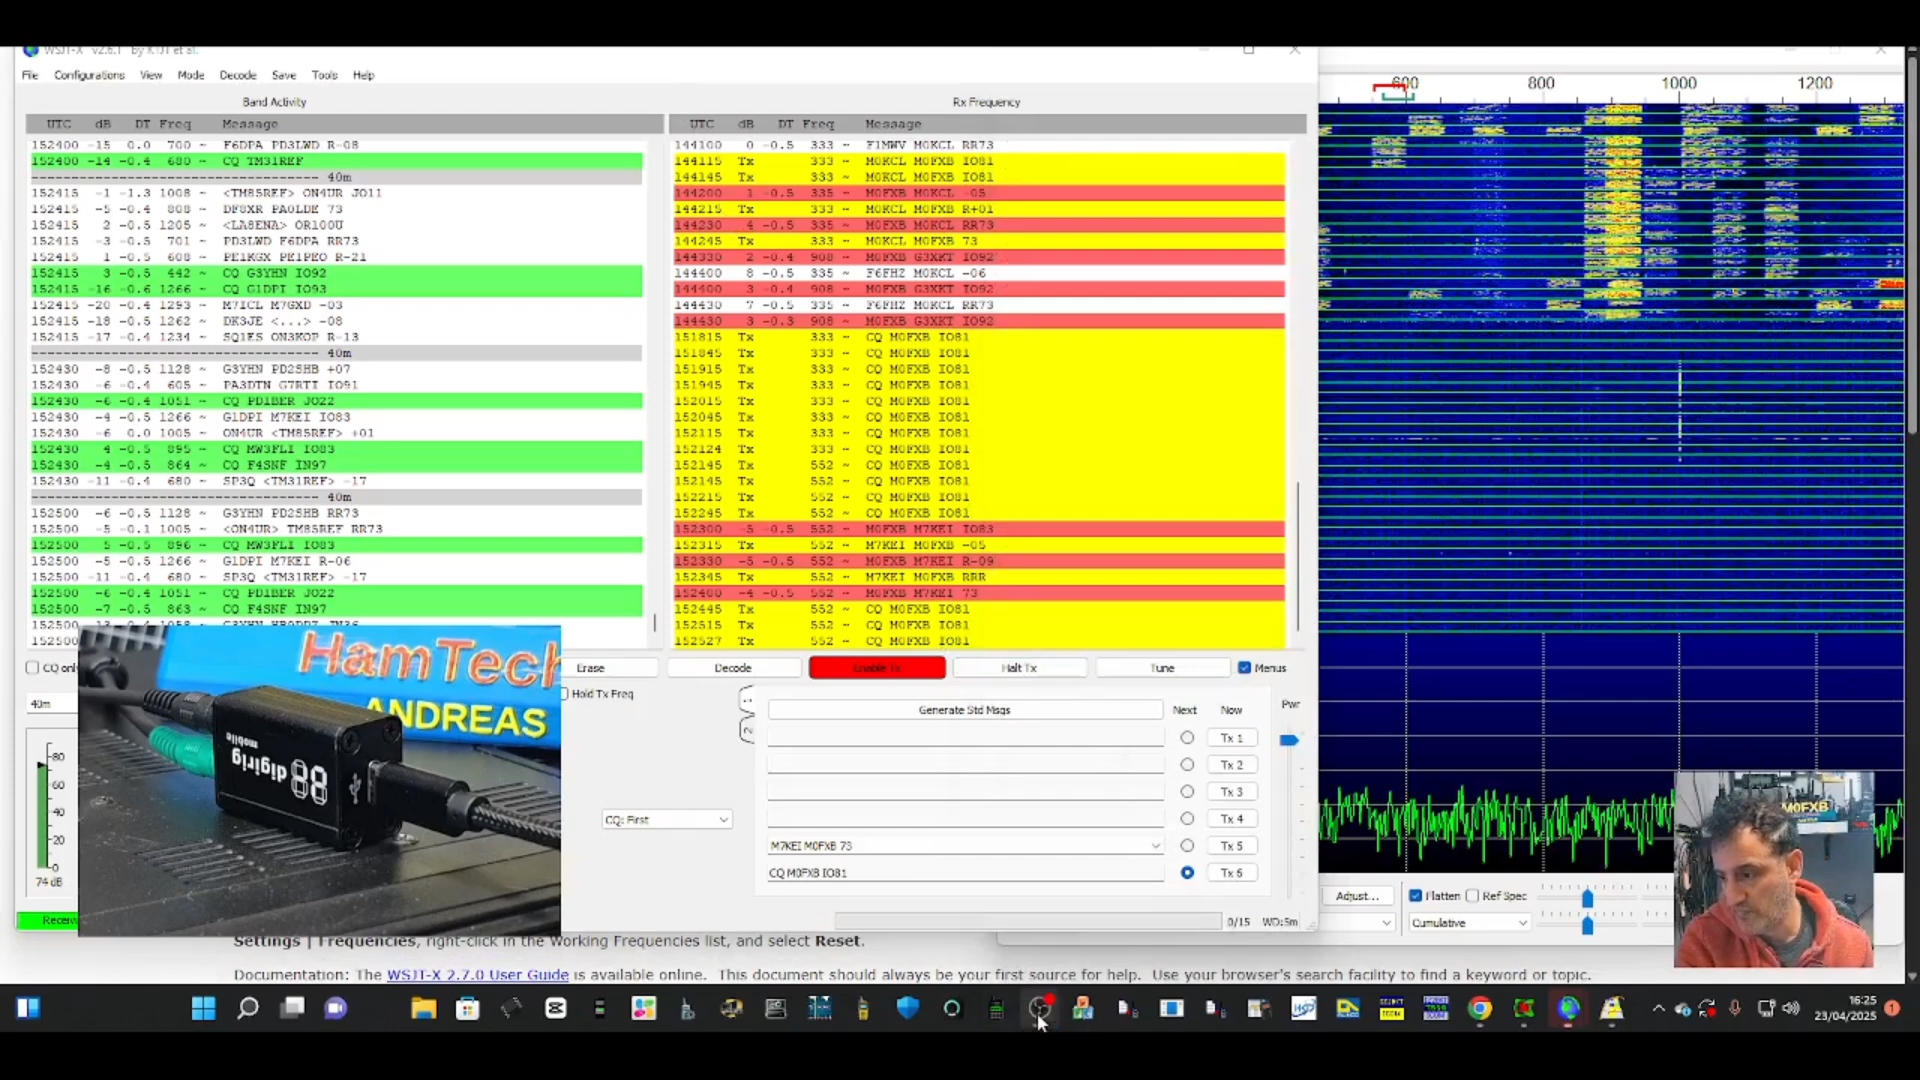 WSJT-X v2.6.1 by K1JT et al.
File Configurations View Mode Decode Save Tools Help
Band Activity
UTC dB DT Freq Message
152400 -15 0.0 700 ~ F6DPA PD3LWD R-08
152400 -14 -0.4 680 ~ CQ TM31REF
40m
152415 -1 -1.3 1008 ~ <TM85REF> ON4UR JO11
152415 -5 -0.4 808 ~ DF8XR PA0LDE 73
152415 2 -0.5 1205 ~ <LA8ENA> OR100U
152415 -3 -0.5 701 ~ PD3LWD F6DPA RR73
152415 1 -0.5 608 ~ PE1KGX PE1PEO R-21
152415 3 -0.5 442 ~ CQ G3YHN IO92
152415 -16 -0.6 1266 ~ CQ G1DPI IO93
152415 -20 -0.4 1293 ~ M7ICL M7GXD -03
152415 -18 -0.5 1262 ~ DK3JE <...> -08
152415 -17 -0.4 1234 ~ SQ1ES ON3KOP R-13
40m
152430 -8 -0.5 1128 ~ G3YHN PD2SHB +07
152430 -6 -0.4 605 ~ PA3DTN G7RTI IO91
152430 -6 -0.4 1051 ~ CQ PD1BER JO22
152430 -4 -0.5 1266 ~ G1DPI M7KEI IO83
152430 -6 0.0 1005 ~ ON4UR <TM85REF> +01
152430 4 -0.5 895 ~ CQ MW3FLI IO83
152430 -4 -0.5 864 ~ CQ F4SNF IN97
152430 -11 -0.4 680 ~ SP3Q <TM31REF> -17
40m
152500 -6 -0.5 1128 ~ G3YHN PD2SHB RR73
152500 -5 -0.1 1005 ~ <ON4UR> TM85REF RR73
152500 5 -0.5 896 ~ CQ MW3FLI IO83
152500 -5 -0.5 1266 ~ G1DPI M7KEI R-06
152500 -11 -0.4 680 ~ SP3Q <TM31REF> -17
152500 -6 -0.4 1051 ~ CQ PD1BER JO22
152500 -7 -0.5 863 ~ CQ F4SNF IN97
152500
152500
Rx Frequency
UTC dB DT Freq Message
144100 0 -0.5 333 ~ F1MWV M0KCL RR73
144115 Tx 333 ~ M0KCL M0FXB IO81
144145 Tx 333 ~ M0KCL M0FXB IO81
144200 1 -0.5 335 ~ M0FXB M0KCL -05
144215 Tx 333 ~ M0KCL M0FXB R+01
144230 4 -0.5 335 ~ M0FXB M0KCL RR73
144245 Tx 333 ~ M0KCL M0FXB 73
144330 2 -0.4 908 ~ M0FXB G3XKT IO92
144400 8 -0.5 335 ~ F6FHZ M0KCL -06
144400 3 -0.4 908 ~ M0FXB G3XKT IO92
144430 7 -0.5 335 ~ F6FHZ M0KCL RR73
144430 3 -0.3 908 ~ M0FXB G3XKT IO92
151815 Tx 333 ~ CQ M0FXB IO81
151845 Tx 333 ~ CQ M0FXB IO81
151915 Tx 333 ~ CQ M0FXB IO81
151945 Tx 333 ~ CQ M0FXB IO81
152015 Tx 333 ~ CQ M0FXB IO81
152045 Tx 333 ~ CQ M0FXB IO81
152115 Tx 333 ~ CQ M0FXB IO81
152124 Tx 333 ~ CQ M0FXB IO81
152145 Tx 552 ~ CQ M0FXB IO81
152145 Tx 552 ~ CQ M0FXB IO81
152215 Tx 552 ~ CQ M0FXB IO81
152245 Tx 552 ~ CQ M0FXB IO81
152300 -5 -0.5 552 ~ M0FXB M7KEI IO83
152315 Tx 552 ~ M7KEI M0FXB -05
152330 -5 -0.5 552 ~ M0FXB M7KEI R-09
152345 Tx 552 ~ M7KEI M0FXB RRR
152400 -4 -0.5 552 ~ M0FXB M7KEI 73
152445 Tx 552 ~ CQ M0FXB IO81
152515 Tx 552 ~ CQ M0FXB IO81
152527 Tx 552 ~ CQ M0FXB IO81
600 800 1000 1200
CQ only
Erase Decode Enable Tx Halt Tx Tune Menus
40m
Hold Tx Freq
1
2
Generate Std Msgs Next Now Pwr
Tx 1
Tx 2
Tx 3
CQ: First
Tx 4
M7KEI M0FXB 73 Tx 5
CQ M0FXB IO81 Tx 6
80
60
40
20
0
74 dB
0/15 WD:5m
HamTech
ANDREAS
digirig
mobile
M0FXB
Adjust... Flatten Ref Spec
Cumulative
Settings | Frequencies, right-click in the Working Frequencies list, and select Reset.
Documentation: The WSJT-X 2.7.0 User Guide is available online. This document should always be your first source for help. Use your browser's search facility to find a keyword or topic.
16:25
23/04/2025
1